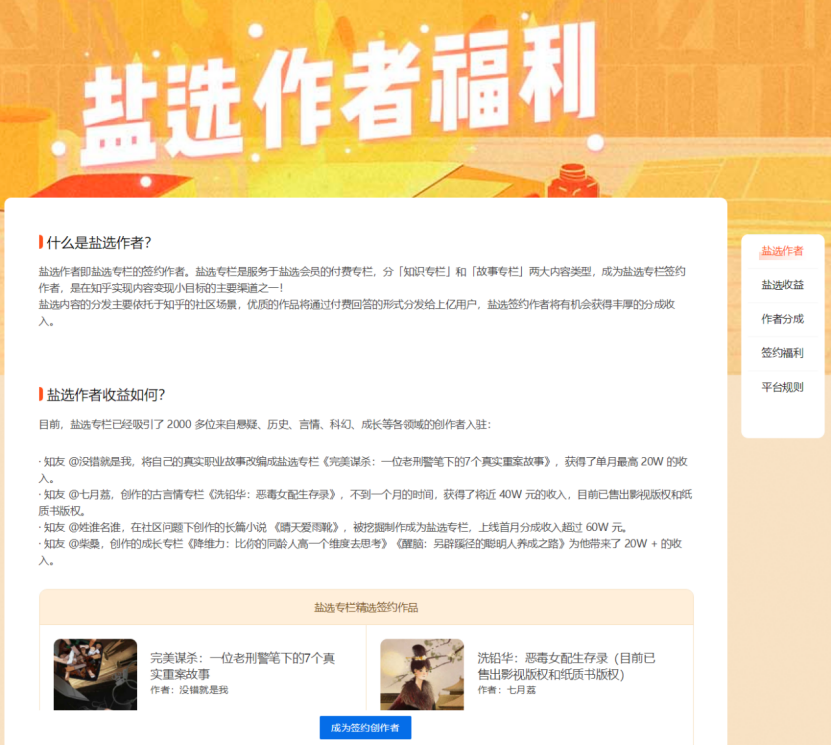 盐选作者福利
什么是盐选作者?
盐选作者即盐选专栏的签约作者。盐选专栏是服务于盐选会员的付费专栏，分「知识专栏」和「故事专栏」两大内容类型，成为盐选专栏签约
作者，是在知乎实现内容变现小目标的主要渠道之一!
盐选内容的分发主要依托于知乎的社区场景，优质的作品将通过付费回答的形式分发给上亿用户，盐选签约作者将有机会获得丰厚的分成收
入。
盐选作者收益如何?
目前，盐选专栏已经吸引了 2000 多位来自悬疑、历史、言情、科幻、成长等各领域的创作者入驻:
· 知友 @没错就是我，将自己的真实职业故事改编成盐选专栏《完美谋杀：一位老刑警笔下的7个真实重案故事》，获得了单月最高 20W 的收
入。
· 知友 @七月荔，创作的古言情专栏《洗铅华：恶毒女配生存录》，不到一个月的时间，获得了将近 40W 元的收入，目前已售出影视版权和纸
质书版权。
· 知友 @姓谁名谁，在社区问题下创作的长篇小说 《晴天爱雨靴》，被挖掘制作成为盐选专栏，上线首月分成收入超过 60W 元。
· 知友 @柴桑，创作的成长专栏《降维力：比你的同龄人高一个维度去思考》《醒脑：另辟蹊径的聪明人养成之路》为他带来了 20W + 的收
入。
盐选专栏精选签约作品
完美谋杀：一位老刑警笔下的7个真
实重案故事
作者：没错就是我
洗铅华：恶毒女配生存录（目前已
售出影视版权和纸质书版权）
作者：七月荔
成为签约创作者
盐选作者
盐选收益
作者分成
签约福利
平台规则